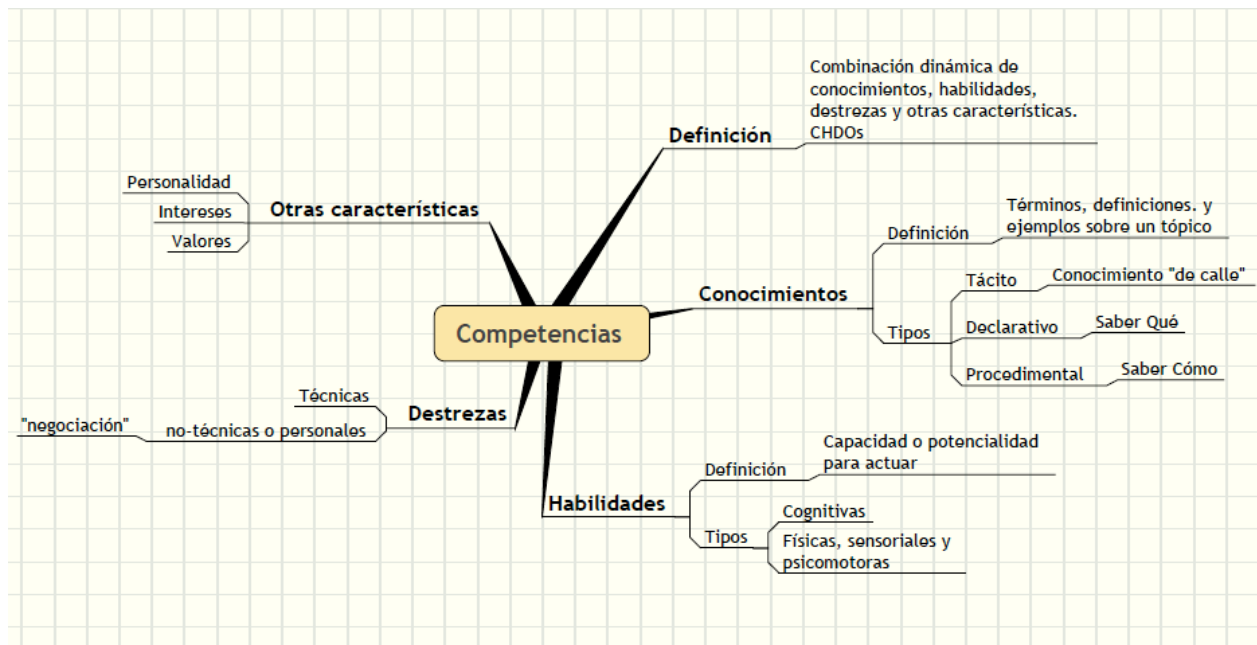 Combinación dinámica de
conocimientos, habilidades,
destrezas y otras características.
CHDOs
Definición
Personalidad
Intereses
Valores
Otras características
Términos, definiciones. y
ejemplos sobre un tópico
Definición
Conocimientos
Tácito
Conocimiento "de calle"
Tipos
Declarativo
Saber Qué
Procedimental
Saber Cómo
Competencias
Técnicas
"negociación"
no-técnicas o personales
Destrezas
Capacidad o potencialidad
para actuar
Definición
Habilidades
Tipos
Cognitivas
Físicas, sensoriales y
psicomotoras